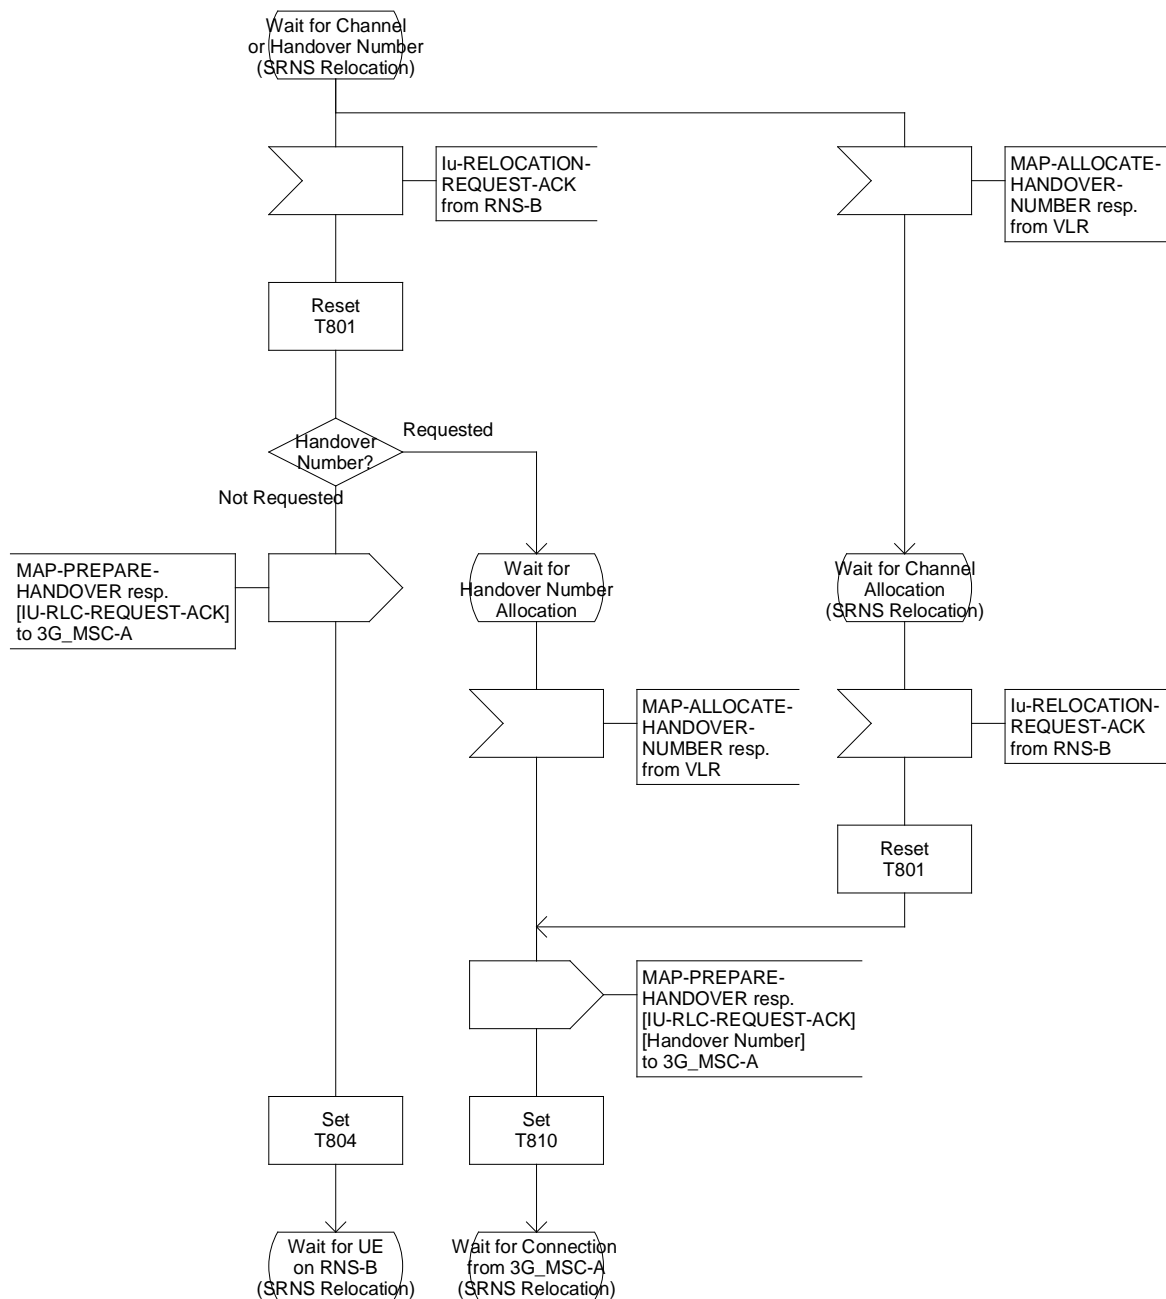 Wait for Channel
or Handover Number
(SRNS Relocation)
Iu-RELOCATION-
REQUEST-ACK
from RNS-B
MAP-ALLOCATE-
HANDOVER-
NUMBER resp.
from VLR
Reset
T801
Handover
Number?
Requested
Not Requested
MAP-PREPARE-
HANDOVER resp.
[IU-RLC-REQUEST-ACK]
to 3G_MSC-A
Wait for
Handover Number
Allocation
Wait for Channel
Allocation
(SRNS Relocation)
MAP-ALLOCATE-
HANDOVER-
NUMBER resp.
from VLR
Iu-RELOCATION-
REQUEST-ACK
from RNS-B
Reset
T801
MAP-PREPARE-
HANDOVER resp.
[IU-RLC-REQUEST-ACK]
[Handover Number]
to 3G_MSC-A
Set
T804
Set
T810
Wait for UE
on RNS-B
(SRNS Relocation)
Wait for Connection
from 3G_MSC-A
(SRNS Relocation)